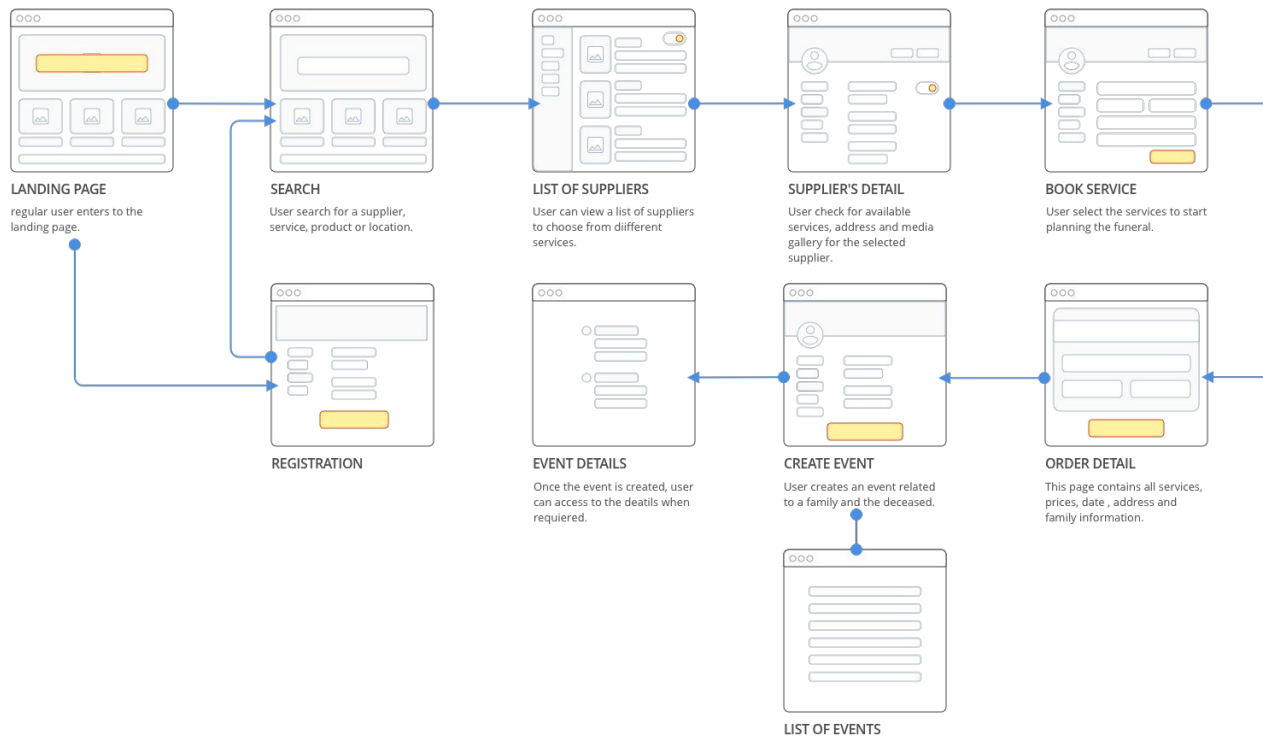 LANDING PAGE
regular user enters to the
landing page.
SEARCH
User search for a supplier,
service, product or location.
LIST OF SUPPLIERS
User can view a list of suppliers
to choose from diifferent
services.
SUPPLIER'S DETAIL
User check for available
services, address and media
gallery for the selected
supplier.
BOOK SERVICE
User select the services to start
planning the funeral.
REGISTRATION
EVENT DETAILS
Once the event is created, user
can access to the deatils when
requiered.
CREATE EVENT
User creates an event related
to a family and the deceased.
ORDER DETAIL
This page contains all services,
prices, date , address and
family information.
LIST OF EVENTS